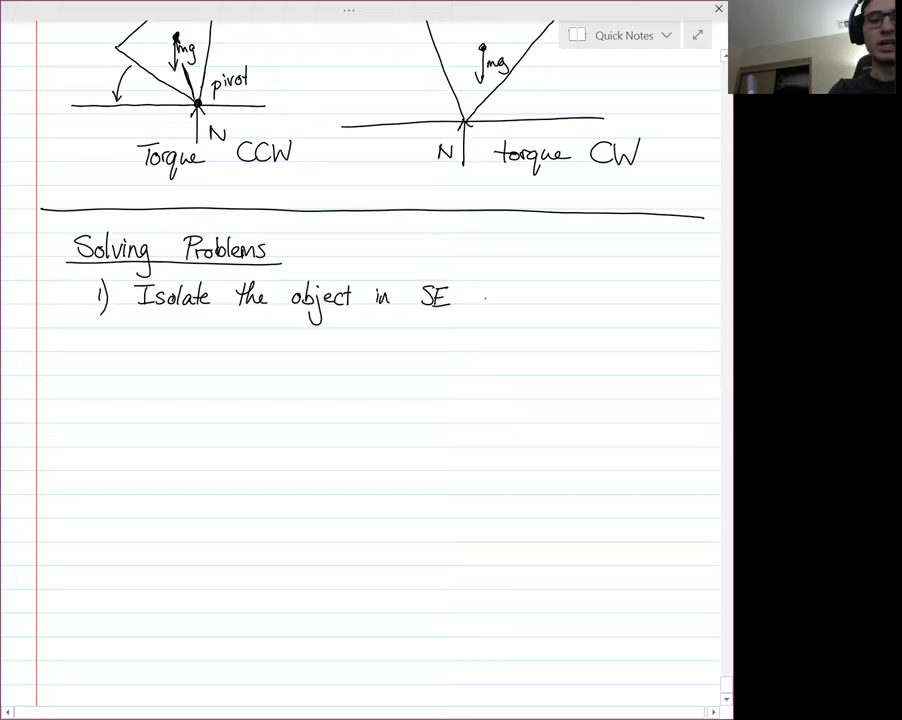 Quick Notes
mg
mg
pivot
N
N
Torque CCW
torque CW
Solving Problems
1) Isolate the object in SE